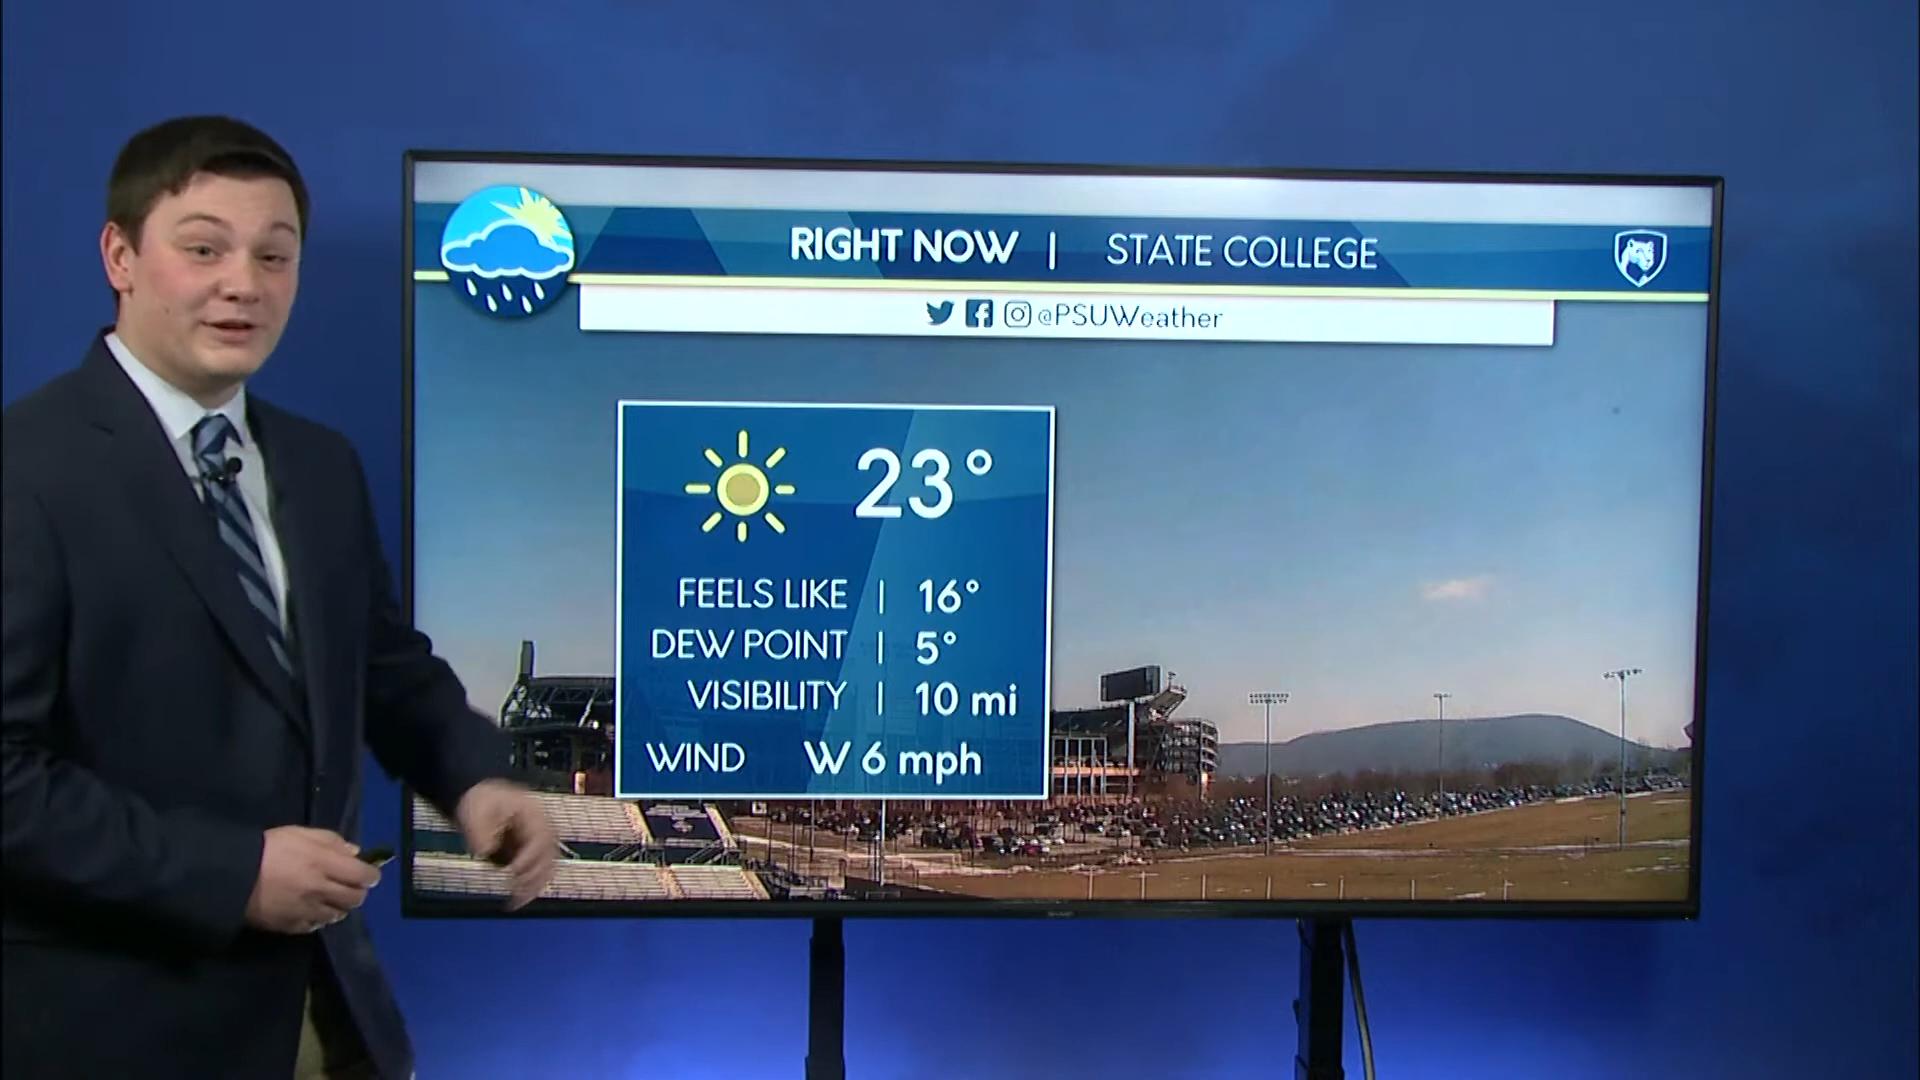 RIGHT NOW | STATE COLLEGE
@PSUWeather
23°
FEELS LIKE | 16°
DEW POINT | 5°
VISIBILITY | 10 mi
WIND W 6 mph